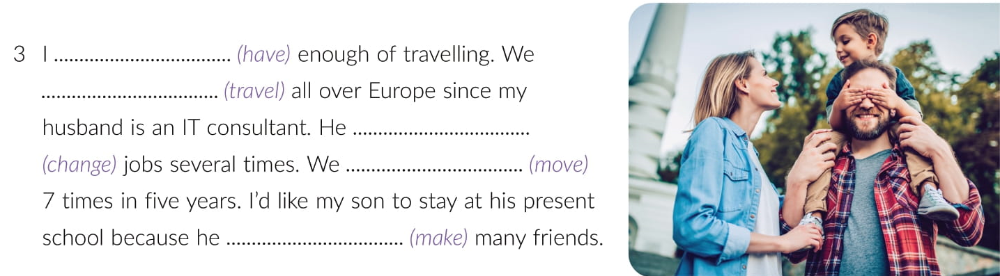 3 I .................................. (have) enough of travelling. We
.................................. (travel) all over Europe since my
husband is an IT consultant. He ..................................
(change) jobs several times. We .................................. (move)
7 times in five years. I’d like my son to stay at his present
school because he .................................. (make) many friends.